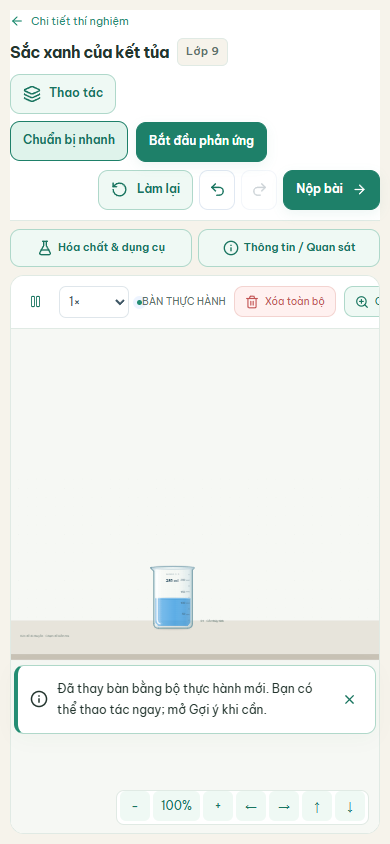 Chi tiết thí nghiệm
Sắc xanh của kết tủa Lớp 9
Thao tác
Chuẩn bị nhanh Bắt đầu phản ứng
Làm lại Nộp bài
Hóa chất & dụng cụ Thông tin / Quan sát
1× BÀN THỰC HÀNH Xóa toàn bộ
Đã thay bàn bằng bộ thực hành mới. Bạn có
thể thao tác ngay; mở Gợi ý khi cần.
- 100% + ← → ↑ ↓